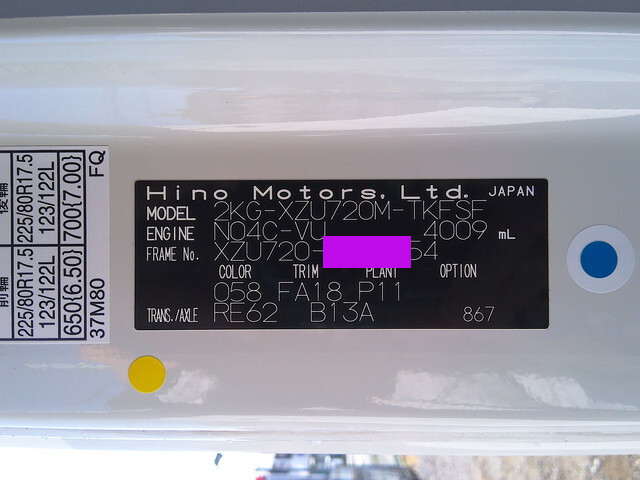 Hino Motors, Ltd. JAPAN
MODEL 2KG-XZU720M-TKFSF
ENGINE N04C-VU 4009 mL
FRAME No. XZU720- 54
COLOR TRIM PLANT OPTION
058 FA18 P11
TRANS./AXLE RE62 B13A 867
前輪 後輪
225/80R17.5 225/80R17.5
123/122L 123/122L
650{6.50} 700{7.00}
37M80 FQ